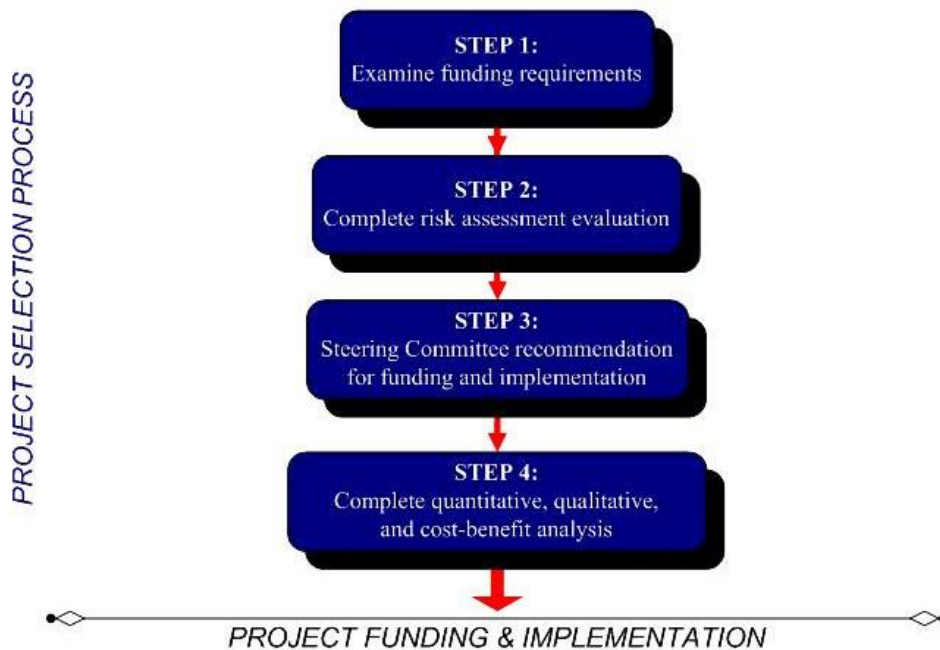 PROJECT SELECTION PROCESS
STEP 1:
Examine funding requirements
STEP 2:
Complete risk assessment evaluation
STEP 3:
Steering Committee recommendation
for funding and implementation
STEP 4:
Complete quantitative, qualitative,
and cost-benefit analysis
PROJECT FUNDING & IMPLEMENTATION